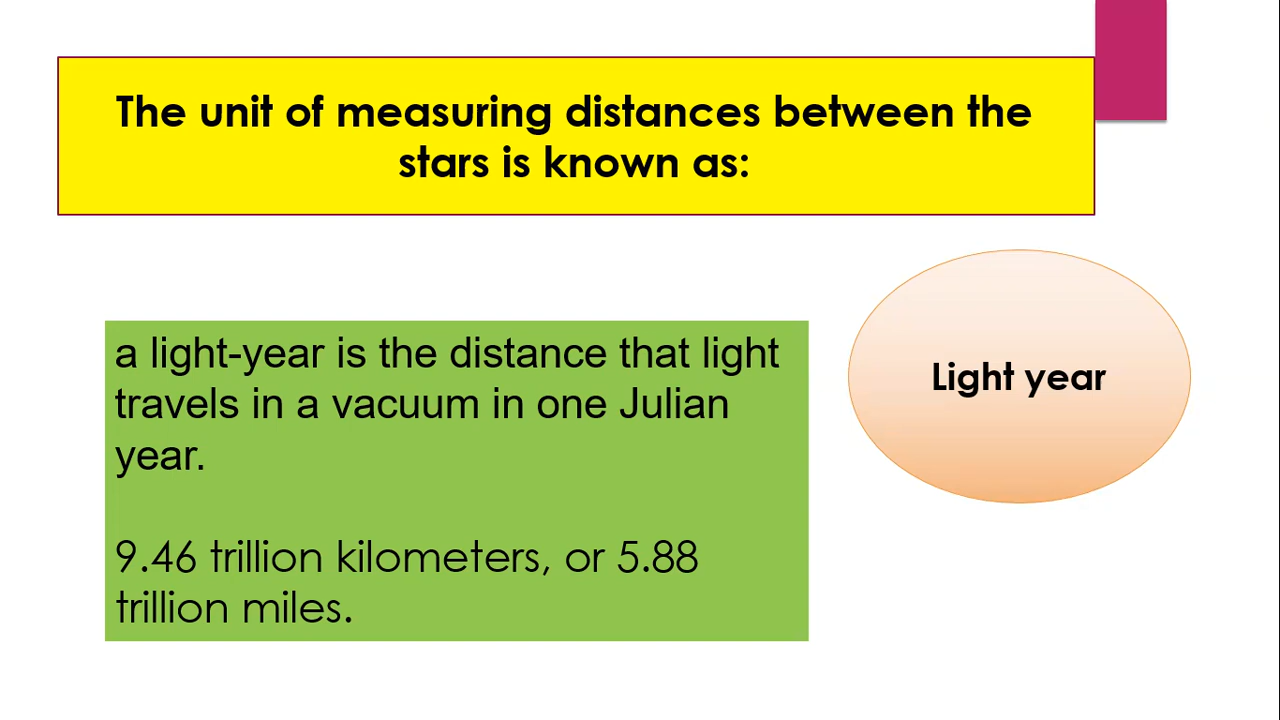 The unit of measuring distances between the
stars is known as:
a light-year is the distance that light
travels in a vacuum in one Julian
year.
9.46 trillion kilometers, or 5.88
trillion miles.
Light year